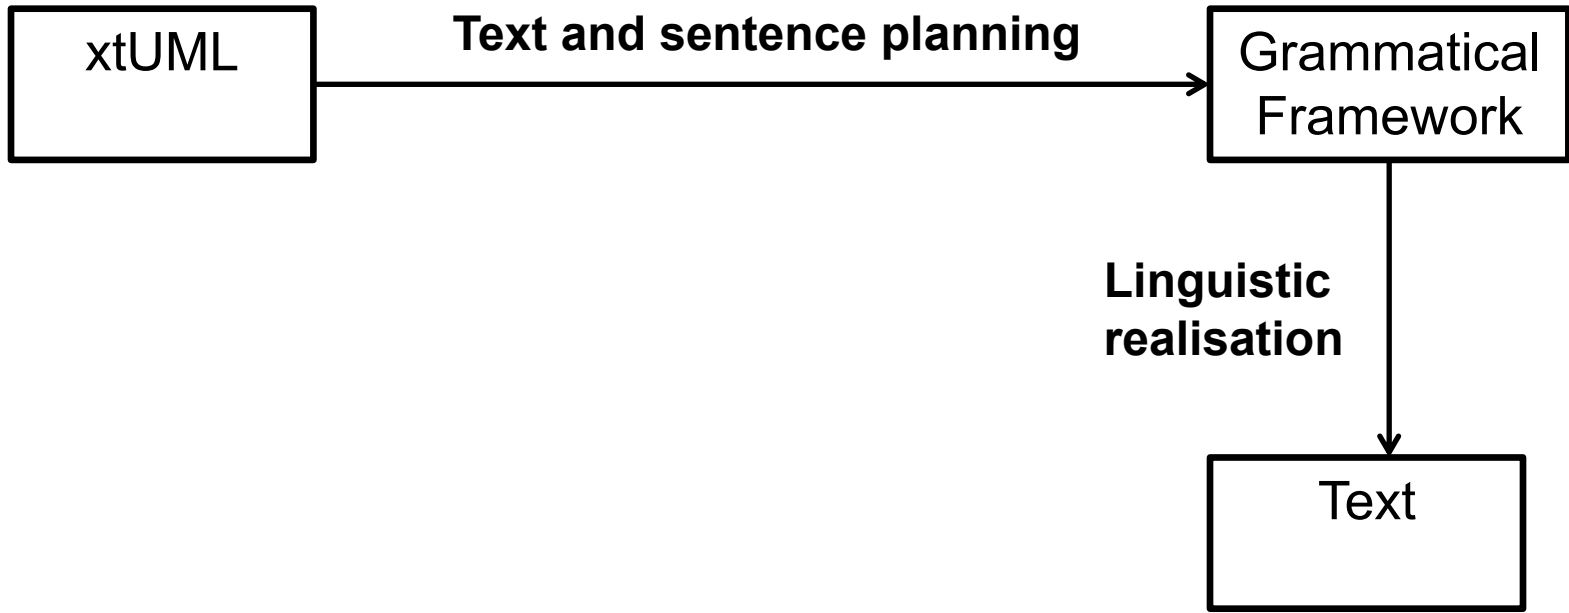 xtUML
Text and sentence planning
Grammatical
Framework
Linguistic
realisation
Text